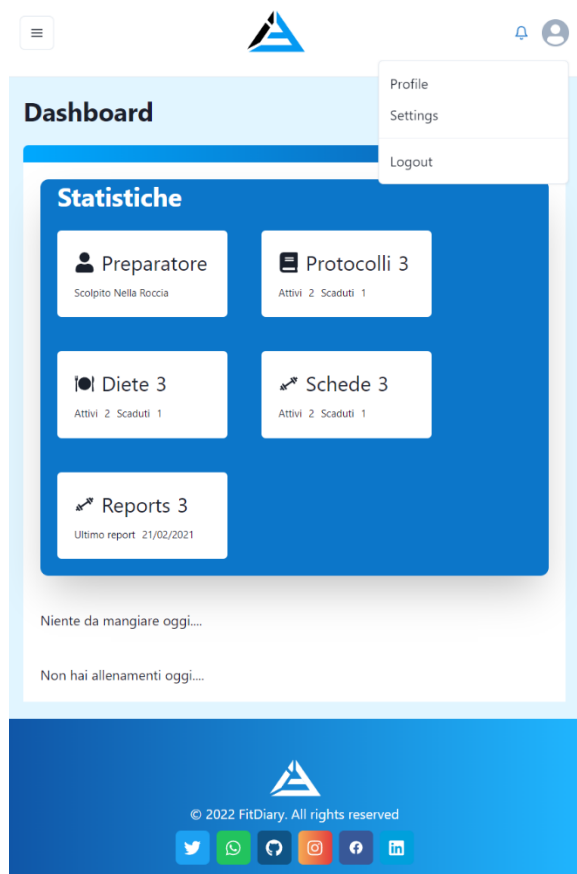 Profile
Settings
Logout
Dashboard
Statistiche
Preparatore
Scolpito Nella Roccia
Protocolli 3
Attivi 2 Scaduti 1
Diete 3
Attivi 2 Scaduti 1
Schede 3
Attivi 2 Scaduti 1
Reports 3
Ultimo report 21/02/2021
Niente da mangiare oggi....
Non hai allenamenti oggi....
© 2022 FitDiary. All rights reserved